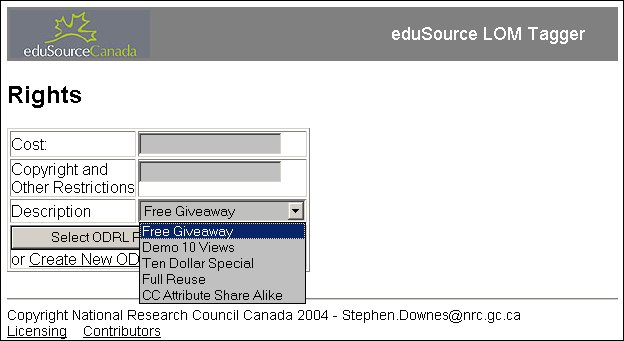 eduSourceCanada
eduSource LOM Tagger
Rights
Cost:
Copyright and
Other Restrictions
Description
Free Giveaway
Select ODRL
Free Giveaway
or Create New OD
Demo 10 Views
Ten Dollar Special
Full Reuse
CC Attribute Share Alike
Copyright National Research Council Canada 2004 - Stephen.Downes@nrc.gc.ca
Licensing Contributors